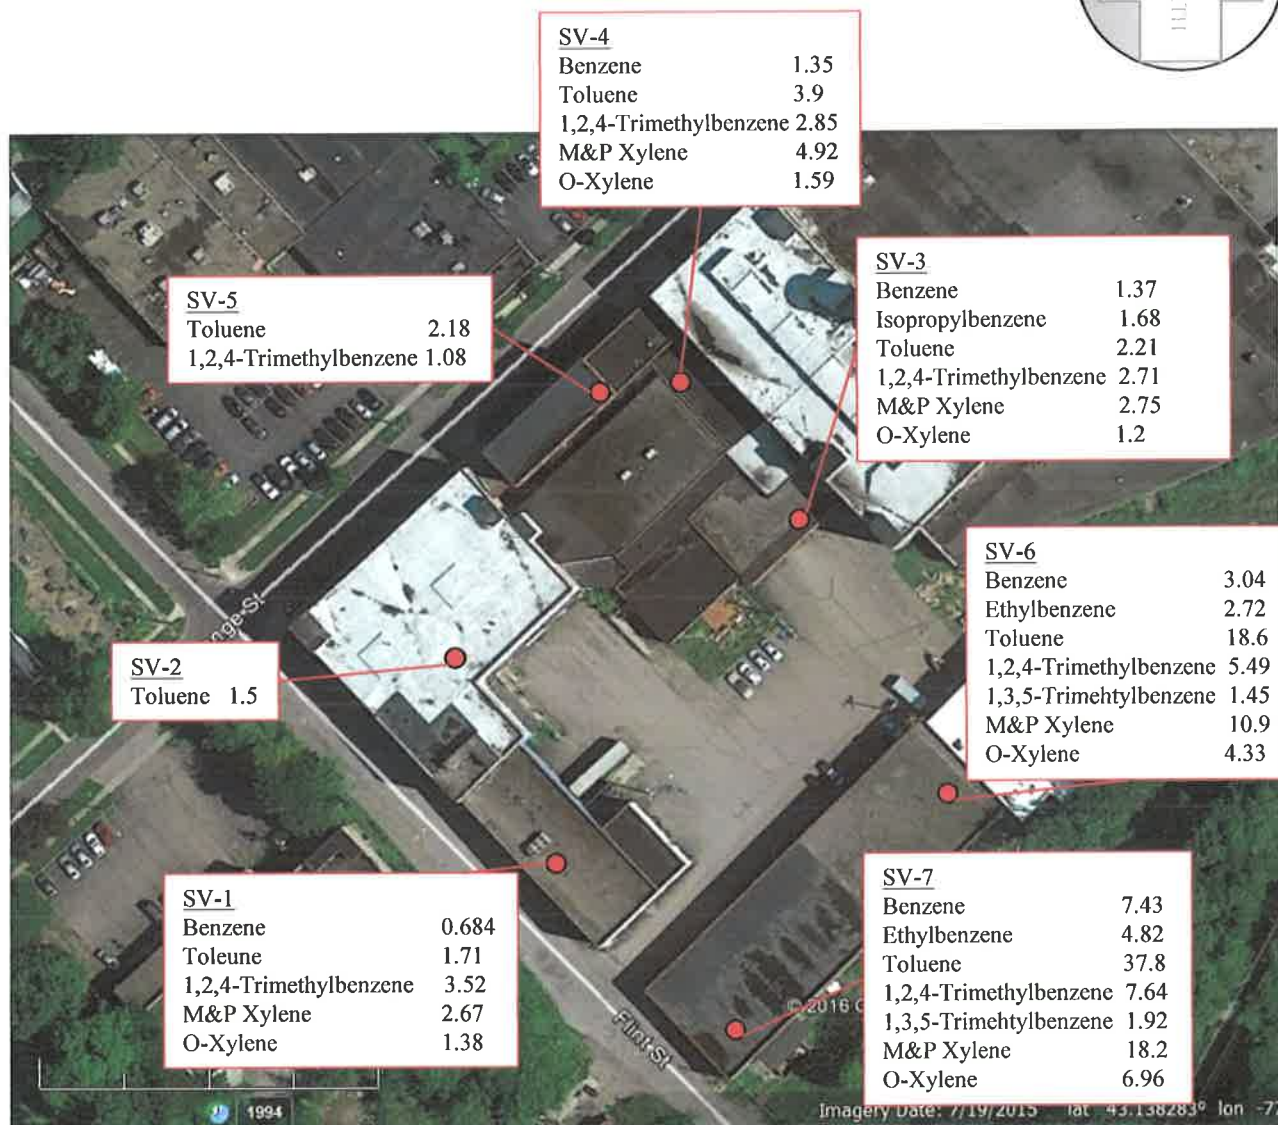 SV-4
Benzene 1.35
Toluene 3.9
1,2,4-Trimethylbenzene 2.85
M&P Xylene 4.92
O-Xylene 1.59
SV-3
Benzene 1.37
Isopropylbenzene 1.68
Toluene 2.21
1,2,4-Trimethylbenzene 2.71
M&P Xylene 2.75
O-Xylene 1.2
SV-5
Toluene 2.18
1,2,4-Trimethylbenzene 1.08
SV-6
Benzene 3.04
Ethylbenzene 2.72
Toluene 18.6
1,2,4-Trimethylbenzene 5.49
1,3,5-Trimehtylbenzene 1.45
M&P Xylene 10.9
O-Xylene 4.33
nge St
SV-2
Toluene 1.5
SV-1
Benzene 0.684
Toleune 1.71
1,2,4-Trimethylbenzene 3.52
M&P Xylene 2.67
O-Xylene 1.38
SV-7
Benzene 7.43
Ethylbenzene 4.82
Toluene 37.8
1,2,4-Trimethylbenzene 7.64
1,3,5-Trimehtylbenzene 1.92
M&P Xylene 18.2
O-Xylene 6.96
© 2016 G
Flint St
1994
Imagery Date: 7/19/2015 lat 43.138283° lon -77